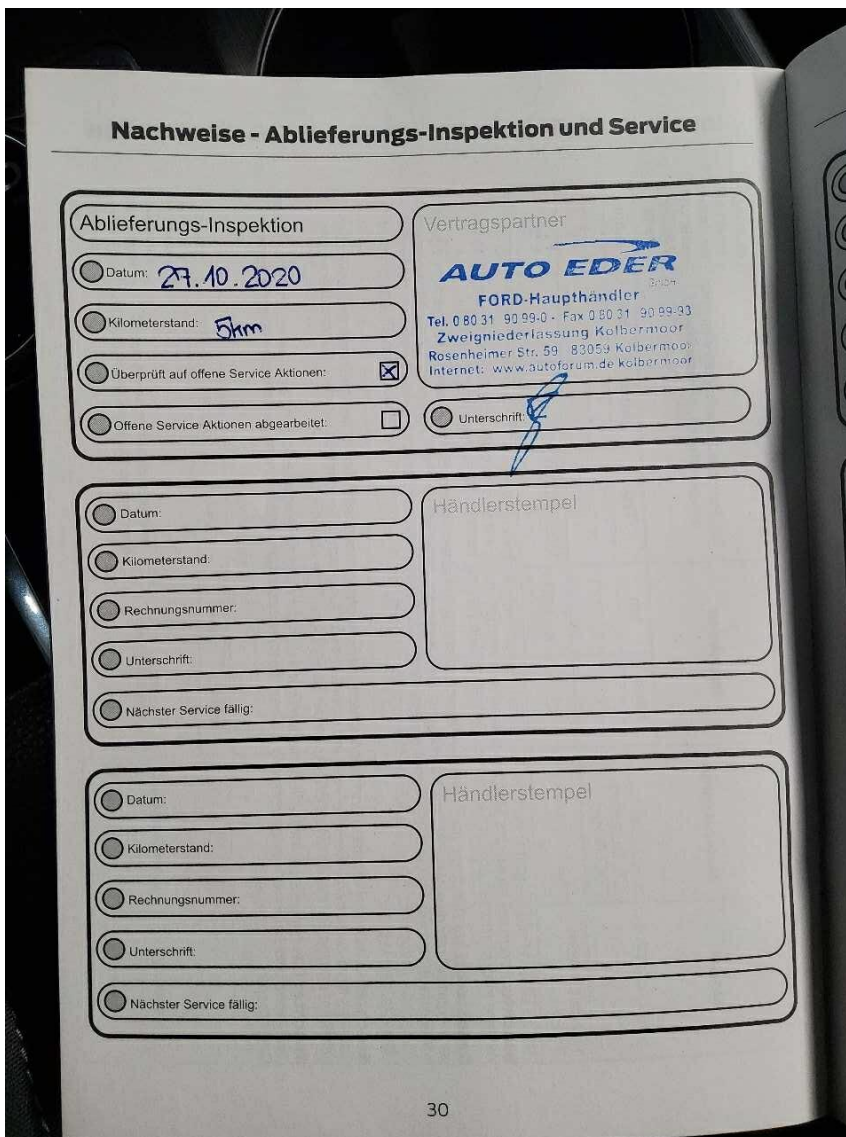 Nachweise - Ablieferungs-Inspektion und Service
Ablieferungs-Inspektion
Datum: 27.10.2020
Kilometerstand: 5km
Überprüft auf offene Service Aktionen: ☒
Offene Service Aktionen abgearbeitet: ☐
Vertragspartner
AUTO EDER
GmbH
FORD-Haupthändler
Tel. 0 80 31 90 99-0 - Fax 0 80 31 90 99-93
Zweigniederlassung Kolbermoor
Rosenheimer Str. 59 83059 Kolbermoor
Internet: www.autoforum.de kolbermoor
Unterschrift:
Datum:
Kilometerstand:
Rechnungsnummer:
Unterschrift:
Händlerstempel
Nächster Service fällig:
Datum:
Kilometerstand:
Rechnungsnummer:
Unterschrift:
Händlerstempel
Nächster Service fällig:
30